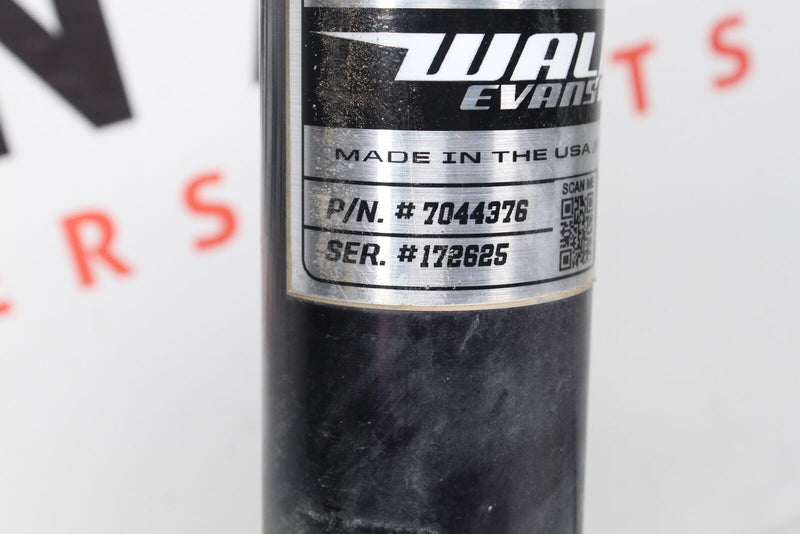 WAL
EVANS
MADE IN THE USA /
SCAN ME
P/N. # 7044376
SER. #172625